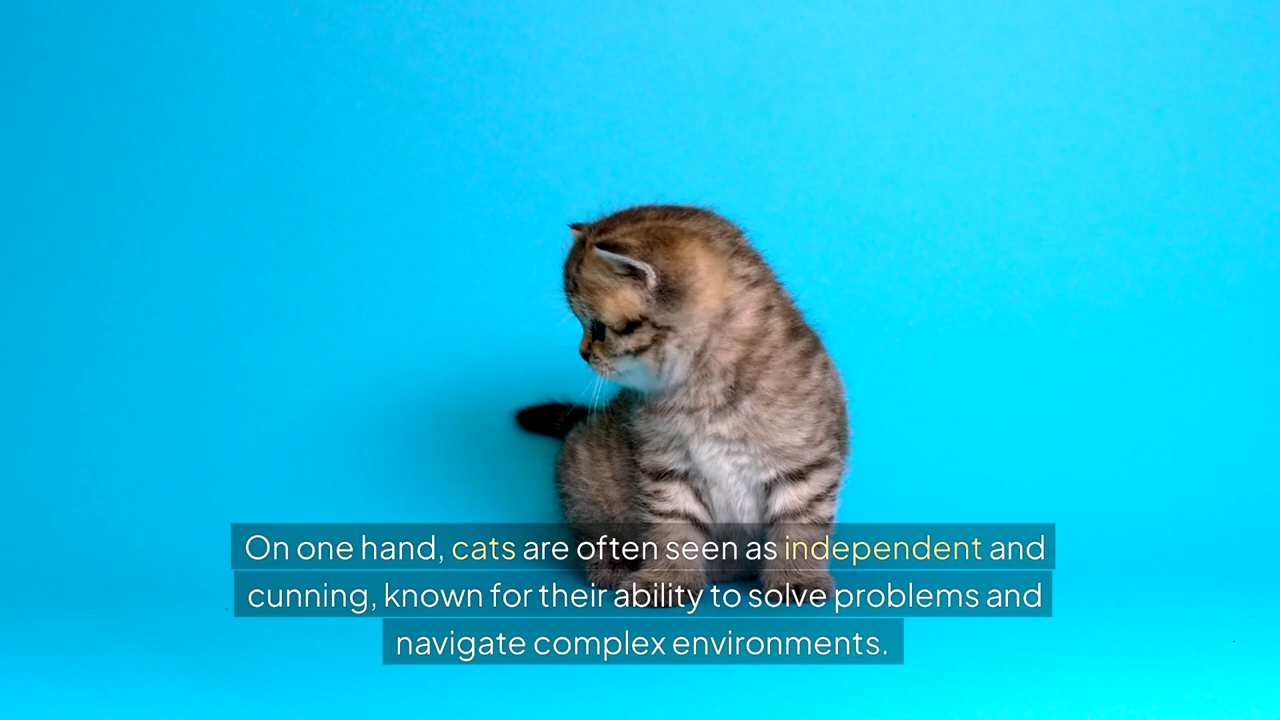 On one hand, cats are often seen as independent and
cunning, known for their ability to solve problems and
navigate complex environments.